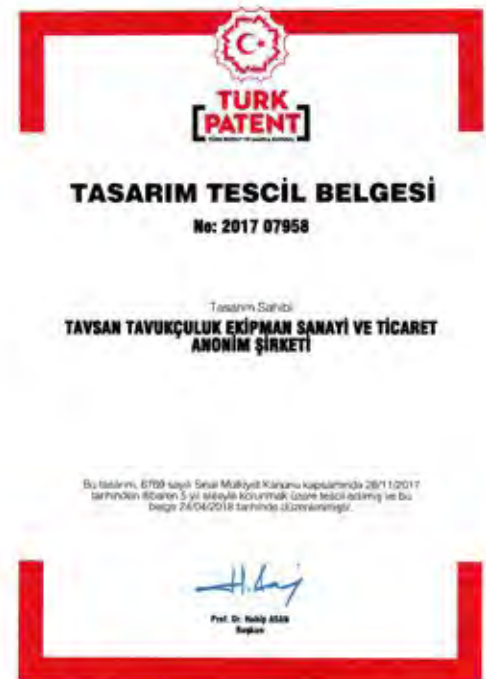 TÜRK
PATENT
TASARIM TESCİL BELGESİ
No: 2017 07958
Tasarım Sahibi
TAVSAN TAVUKÇULUK EKİPMAN SANAYİ VE TİCARET
ANONİM ŞİRKETİ
Bu tasarım, 6769 sayılı Sınai Mülkiyet Kanunu kapsamında 28/11/2017
tarihinden itibaren 5 yıl süreyle korunmak üzere tescil edilmiş ve bu
belge 24/04/2018 tarihinde düzenlenmiştir.
Prof. Dr. Habip ASAN
Başkan